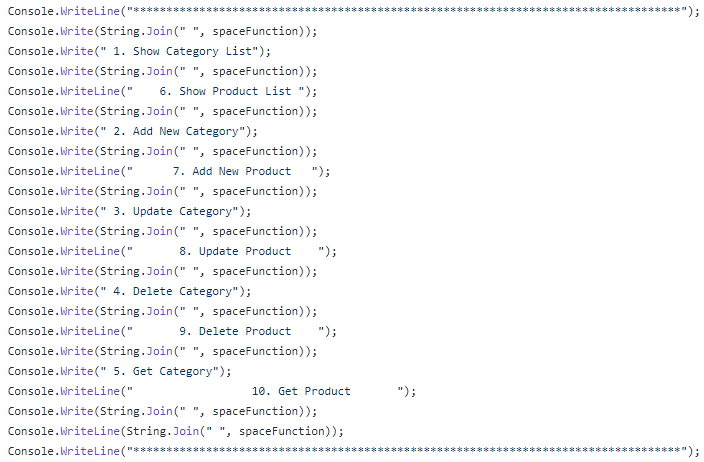 Console.WriteLine("***********************************************************************************");
Console.Write(String.Join(" ", spaceFunction));
Console.Write(" 1. Show Category List");
Console.Write(String.Join(" ", spaceFunction));
Console.WriteLine("    6. Show Product List ");
Console.Write(String.Join(" ", spaceFunction));
Console.Write(" 2. Add New Category");
Console.Write(String.Join(" ", spaceFunction));
Console.WriteLine("      7. Add New Product   ");
Console.Write(String.Join(" ", spaceFunction));
Console.Write(" 3. Update Category");
Console.Write(String.Join(" ", spaceFunction));
Console.WriteLine("       8. Update Product    ");
Console.Write(String.Join(" ", spaceFunction));
Console.Write(" 4. Delete Category");
Console.Write(String.Join(" ", spaceFunction));
Console.WriteLine("       9. Delete Product    ");
Console.Write(String.Join(" ", spaceFunction));
Console.Write(" 5. Get Category");
Console.WriteLine("                  10. Get Product       ");
Console.Write(String.Join(" ", spaceFunction));
Console.WriteLine(String.Join(" ", spaceFunction));
Console.WriteLine("***********************************************************************************");